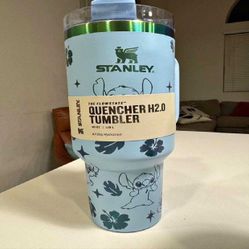 STANLEY
THE FLOWSTATE™
QUENCHER H2.0
TUMBLER